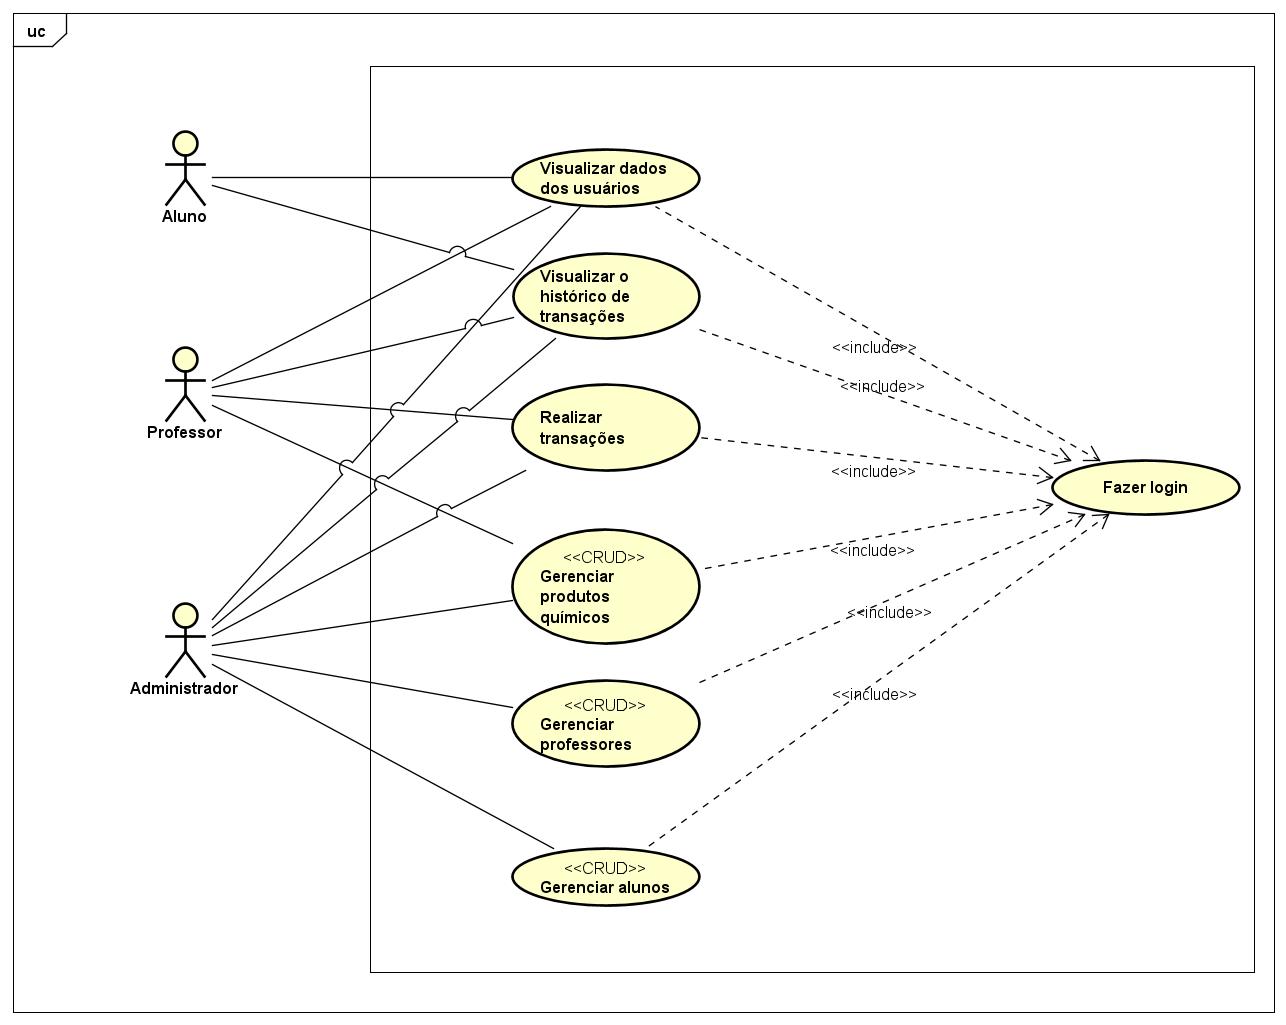 uc
Aluno
Professor
Administrador
Visualizar dados
dos usuários
Visualizar o
histórico de
transações
Realizar
transações
<<CRUD>>
Gerenciar
produtos
químicos
<<CRUD>>
Gerenciar
professores
<<CRUD>>
Gerenciar alunos
<<include>>
<<include>>
<<include>>
<<include>>
<<include>>
<<include>>
Fazer login